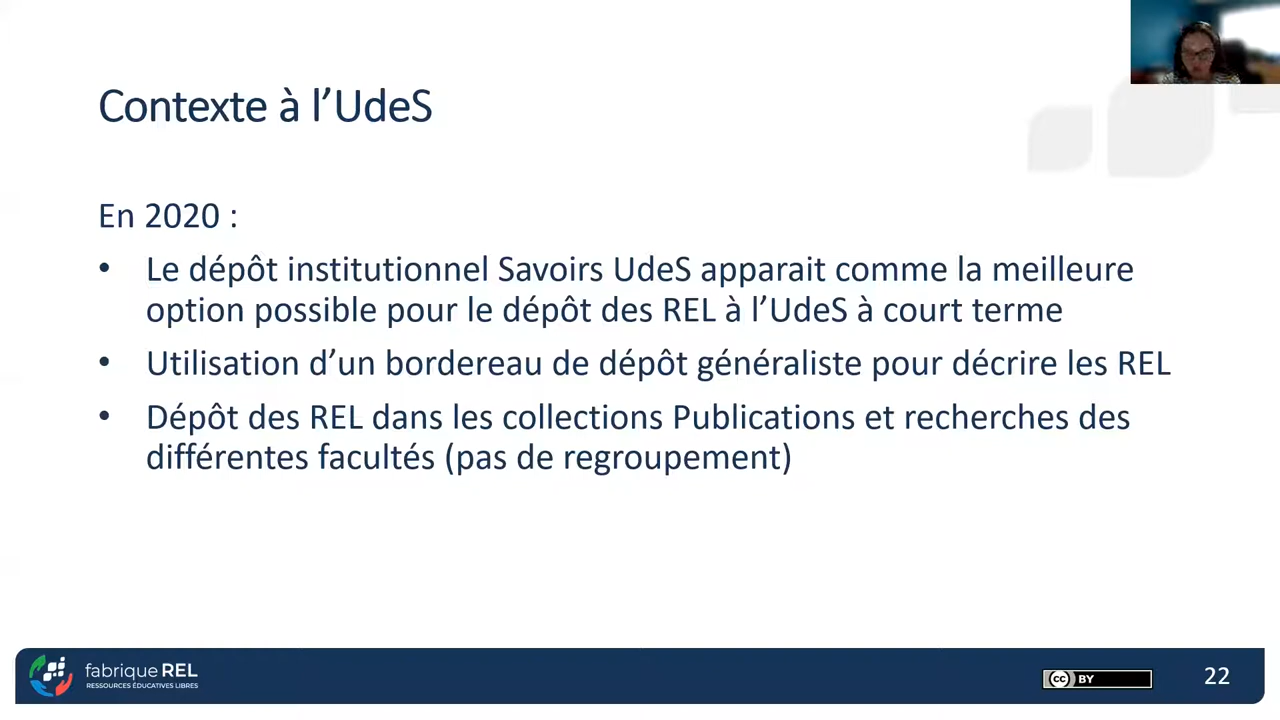 Contexte à l'UdeS
En 2020 :
• Le dépôt institutionnel Savoirs UdeS apparait comme la meilleure
option possible pour le dépôt des REL à l'UdeS à court terme
• Utilisation d'un bordereau de dépôt généraliste pour décrire les REL
• Dépôt des REL dans les collections Publications et recherches des
différentes facultés (pas de regroupement)
fabrique REL
RESSOURCES ÉDUCATIVES LIBRES
cc BY
22